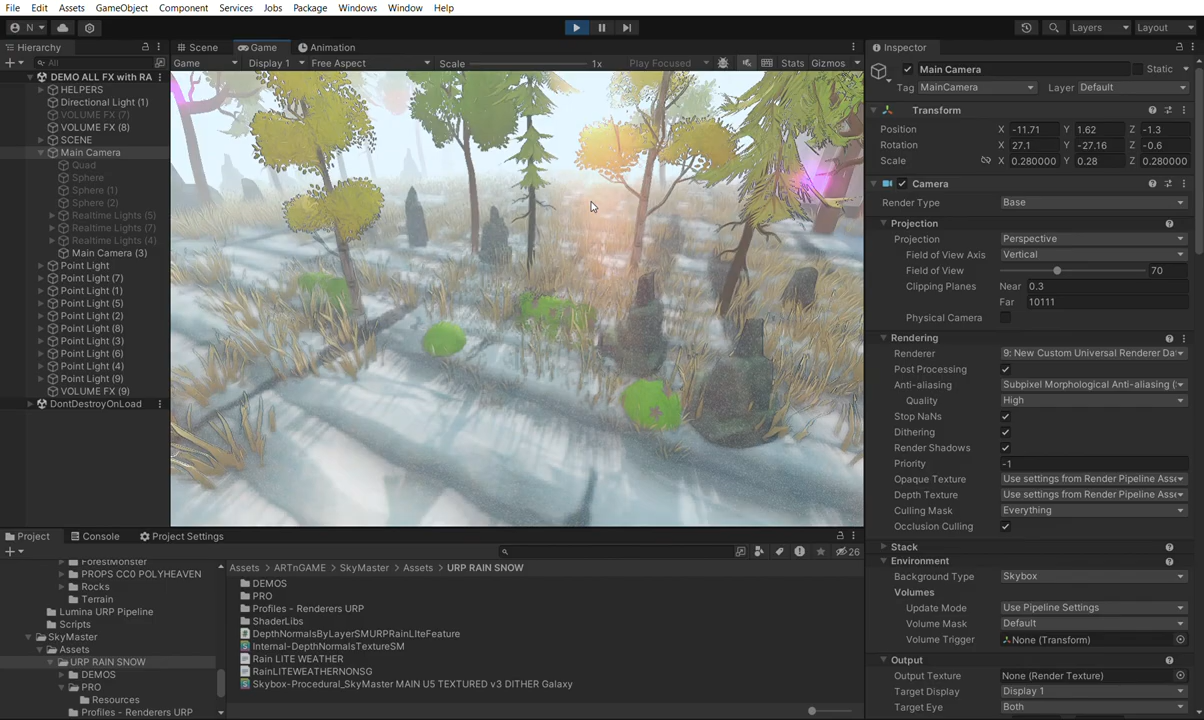 File Edit Assets GameObject Component Services Jobs Package Windows Window Help
N Layers Layout
Hierarchy Scene Game Animation Inspector
All Game Display 1 Free Aspect Scale 1x Play Focused Stats Gizmos
DEMO ALL FX with RA
HELPERS
Directional Light (1)
VOLUME FX (7)
VOLUME FX (8)
SCENE
Main Camera
Quad
Sphere
Sphere (1)
Sphere (2)
Realtime Lights (5)
Realtime Lights (7)
Realtime Lights (4)
Main Camera (3)
Point Light
Point Light (7)
Point Light (1)
Point Light (5)
Point Light (2)
Point Light (8)
Point Light (3)
Point Light (6)
Point Light (4)
Point Light (9)
VOLUME FX (9)
DontDestroyOnLoad
Main Camera Static
Tag MainCamera Layer Default
Transform
Position X -11.71 Y 1.62 Z -1.3
Rotation X 27.1 Y -27.16 Z -0.6
Scale X 0.280000 Y 0.28 Z 0.280000
Camera
Render Type Base
Projection
Projection Perspective
Field of View Axis Vertical
Field of View 70
Clipping Planes Near 0.3
Far 10111
Physical Camera
Rendering
Renderer 9: New Custom Universal Renderer Da
Post Processing
Anti-aliasing Subpixel Morphological Anti-aliasing (
Quality High
Stop NaNs
Dithering
Render Shadows
Priority -1
Opaque Texture Use settings from Render Pipeline Asse
Depth Texture Use settings from Render Pipeline Asse
Culling Mask Everything
Occlusion Culling
Stack
Environment
Background Type Skybox
Volumes
Update Mode Use Pipeline Settings
Volume Mask Default
Volume Trigger None (Transform)
Output
Output Texture None (Render Texture)
Target Display Display 1
Target Eye Both
Project Console Project Settings
26
ForestMonster
PROPS CC0 POLYHEAVEN
Rocks
Terrain
Lumina URP Pipeline
Scripts
SkyMaster
Assets
URP RAIN SNOW
DEMOS
PRO
Resources
Profiles - Renderers URP
Assets > ARTnGAME > SkyMaster > Assets > URP RAIN SNOW
DEMOS
PRO
Profiles - Renderers URP
ShaderLibs
DepthNormalsByLayerSMURPRainLIteFeature
Internal-DepthNormalsTextureSM
Rain LITE WEATHER
RainLITEWEATHERNONSG
Skybox-Procedural_SkyMaster MAIN U5 TEXTURED v3 DITHER Galaxy